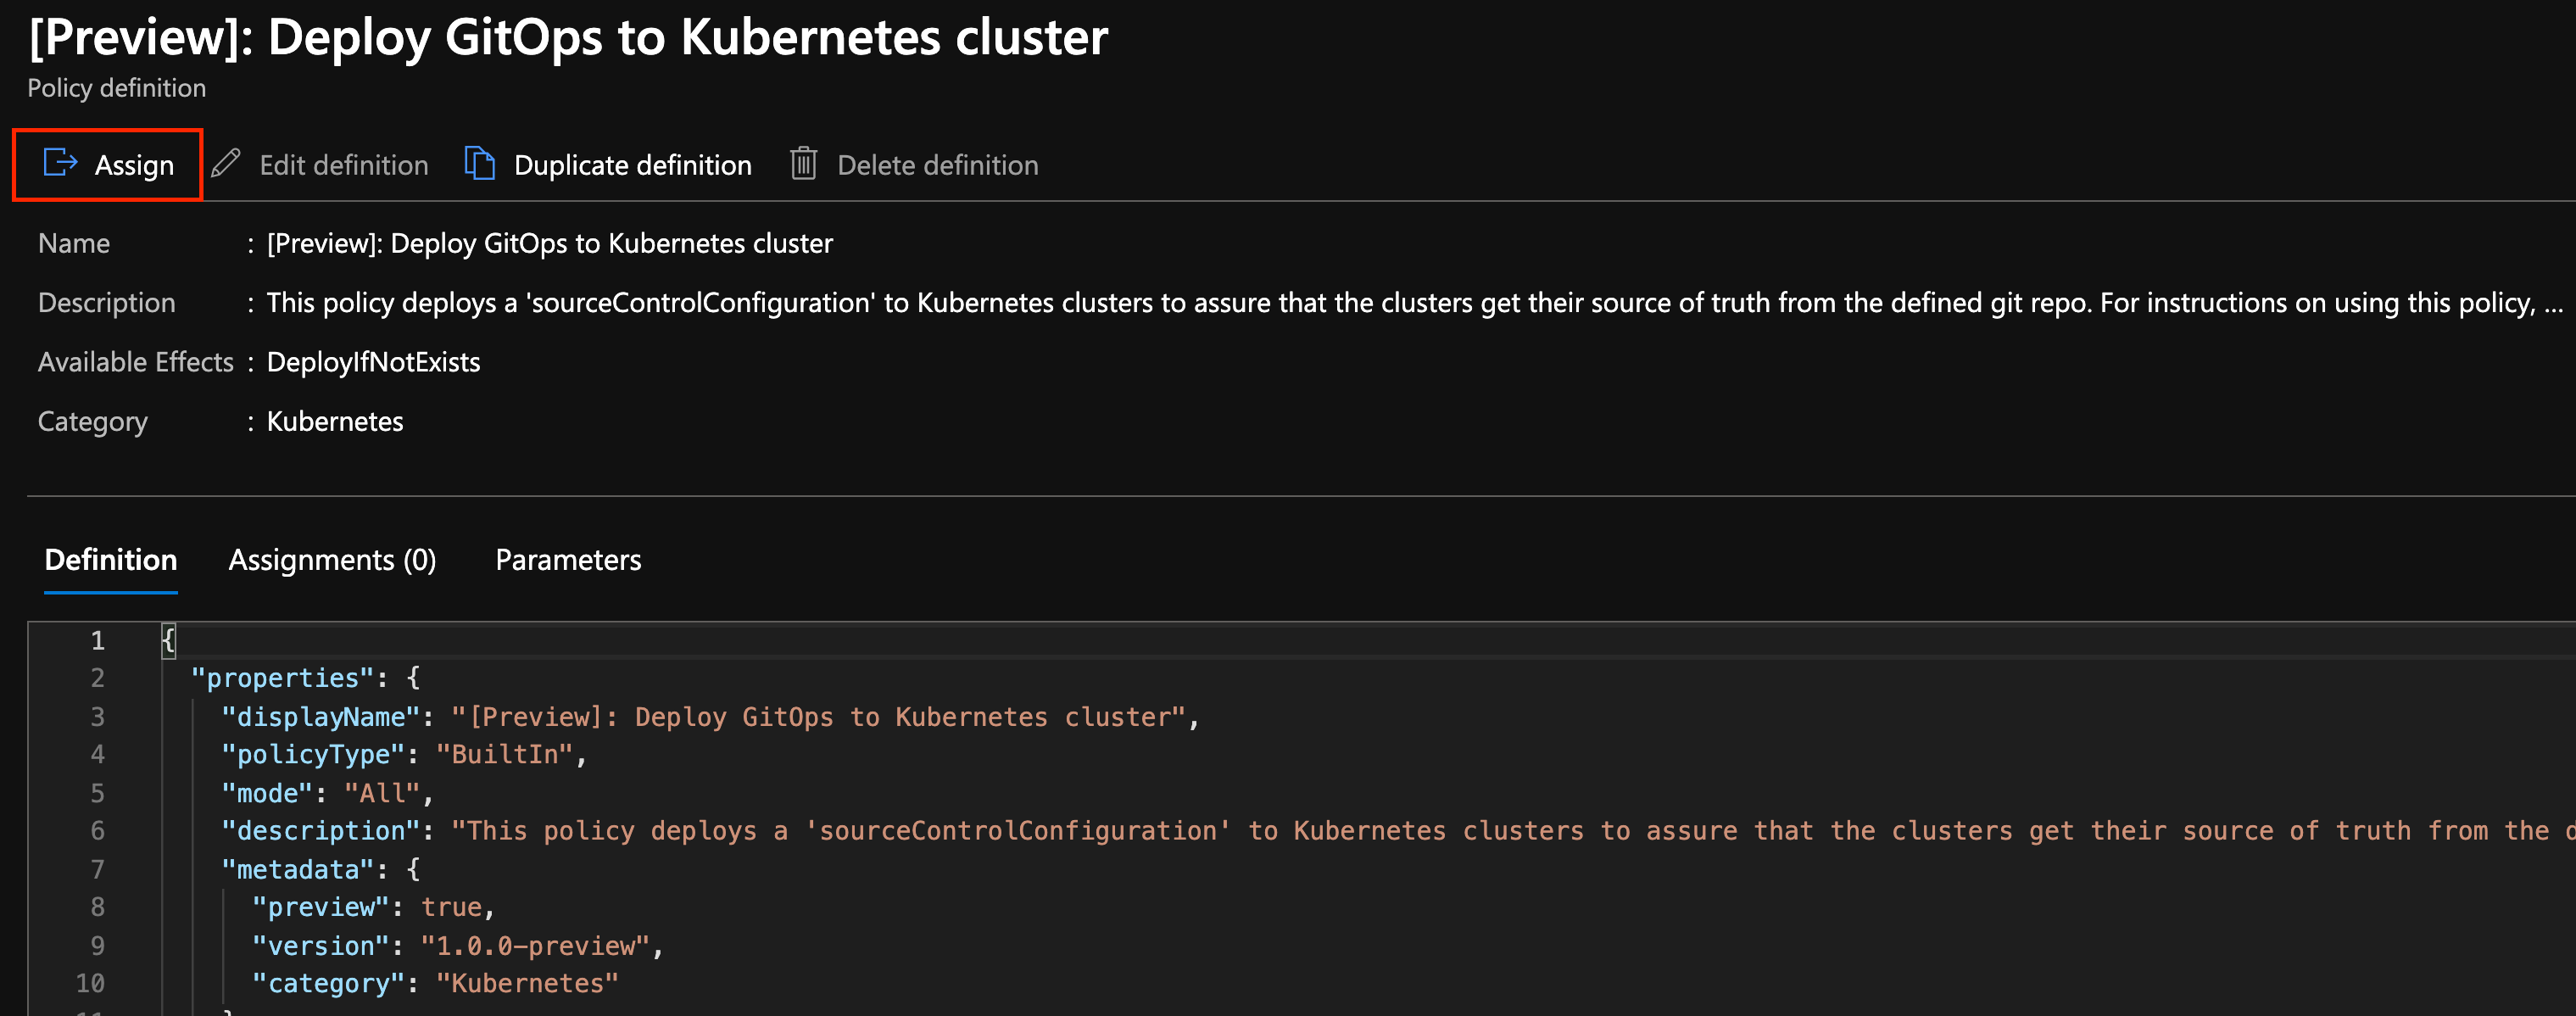 [Preview]: Deploy GitOps to Kubernetes cluster
Policy definition
Assign Edit definition Duplicate definition Delete definition
Name : [Preview]: Deploy GitOps to Kubernetes cluster
Description : This policy deploys a 'sourceControlConfiguration' to Kubernetes clusters to assure that the clusters get their source of truth from the defined git repo. For instructions on using this policy, ...
Available Effects : DeployIfNotExists
Category : Kubernetes
Definition Assignments (0) Parameters
1 {
2 "properties": {
3 "displayName": "[Preview]: Deploy GitOps to Kubernetes cluster",
4 "policyType": "BuiltIn",
5 "mode": "All",
6 "description": "This policy deploys a 'sourceControlConfiguration' to Kubernetes clusters to assure that the clusters get their source of truth from the
7 "metadata": {
8 "preview": true,
9 "version": "1.0.0-preview",
10 "category": "Kubernetes"